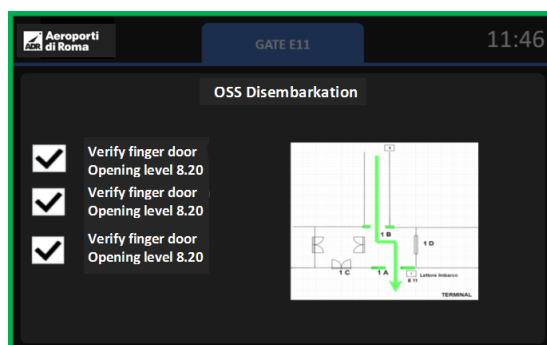 Aeroporti
di Roma
ADR
GATE E11
11:46
OSS Disembarkation
Verify finger door
Opening level 8.20
Verify finger door
Opening level 8.20
Verify finger door
Opening level 8.20
1 B
1 D
1 C
1 A
E 11
Lettore Imbarco
TERMINAL